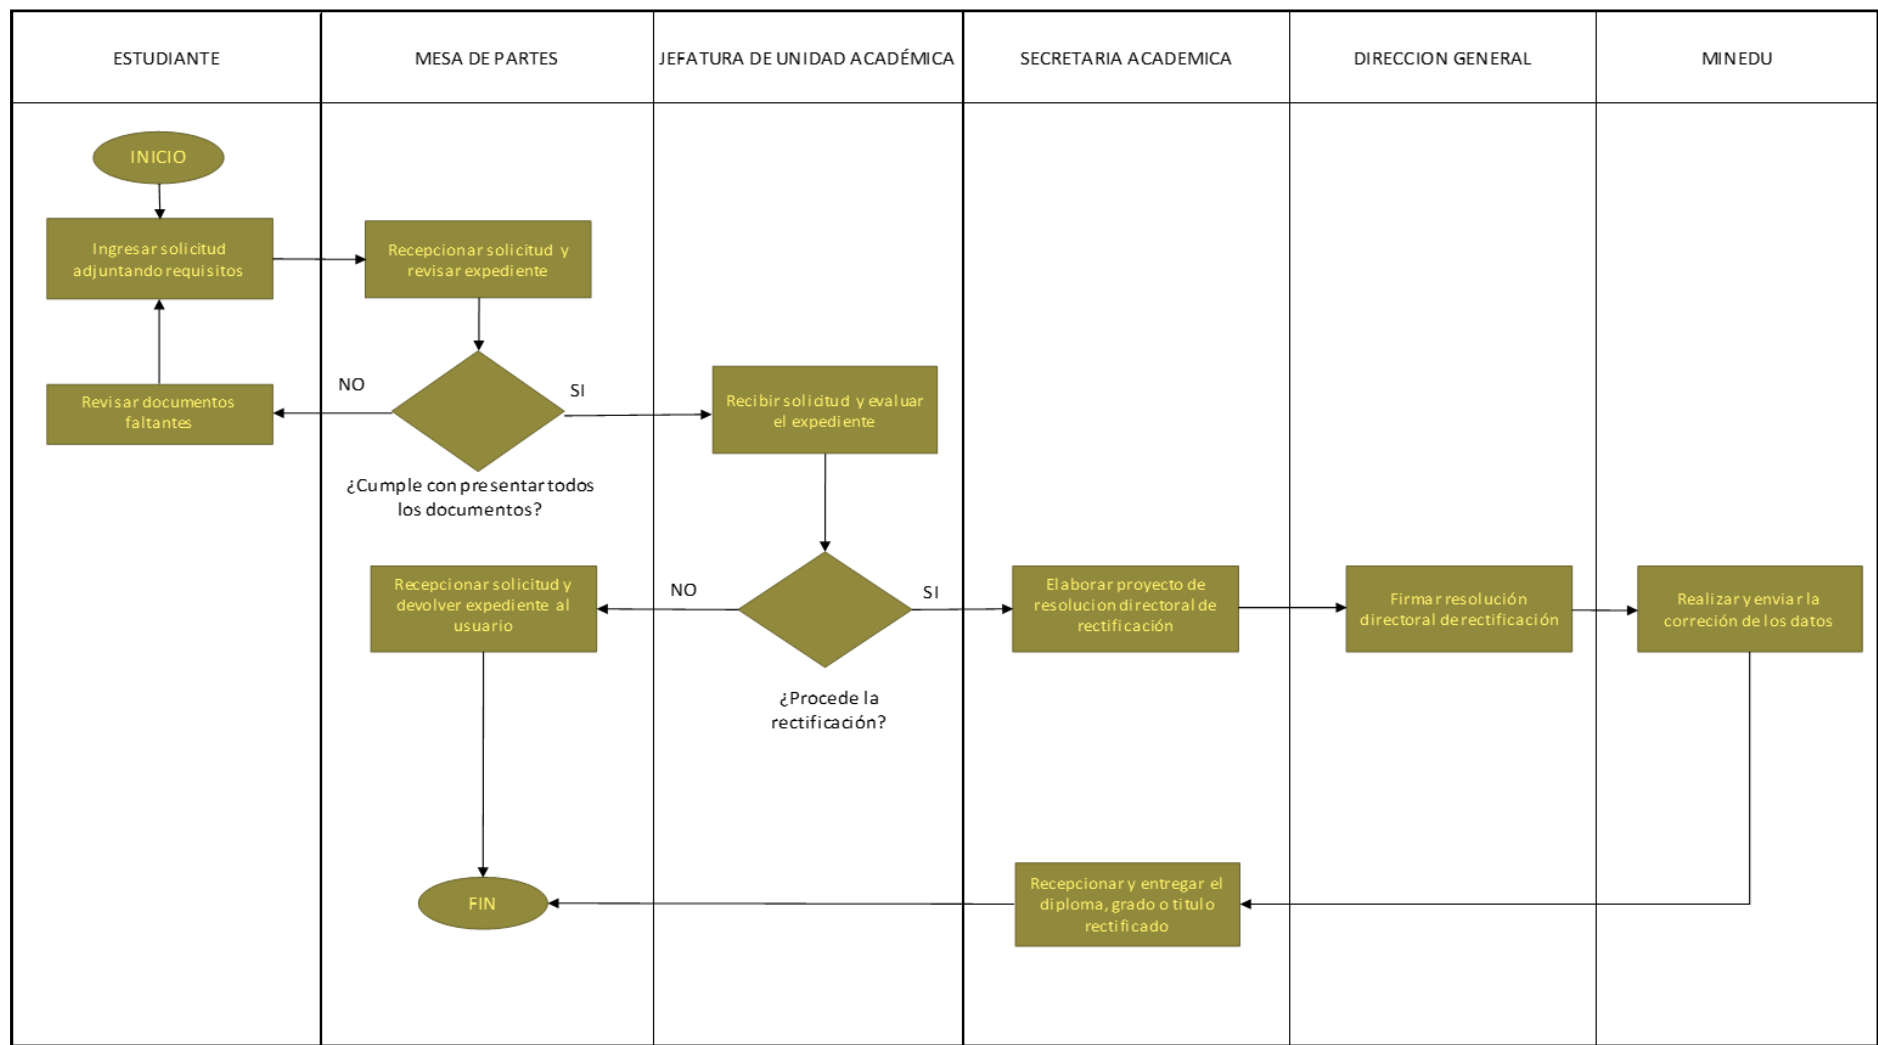 ESTUDIANTE
MESA DE PARTES
JEFATURA DE UNIDAD ACADÉMICA
SECRETARIA ACADEMICA
DIRECCION GENERAL
MINEDU
INICIO
Ingresar solicitud
adjuntando requisitos
Recepcionar solicitud y
revisar expediente
NO
SI
Revisar documentos
faltantes
Recibir solicitud y evaluar
el expediente
¿Cumple con presentar todos
los documentos?
Recepcionar solicitud y
devolver expediente al
usuario
NO
SI
Elaborar proyecto de
resolucion directoral de
rectificación
Firmar resolución
directoral de rectificación
Realizar y enviar la
correción de los datos
¿Procede la
rectificación?
FIN
Recepcionar y entregar el
diploma, grado o titulo
rectificado